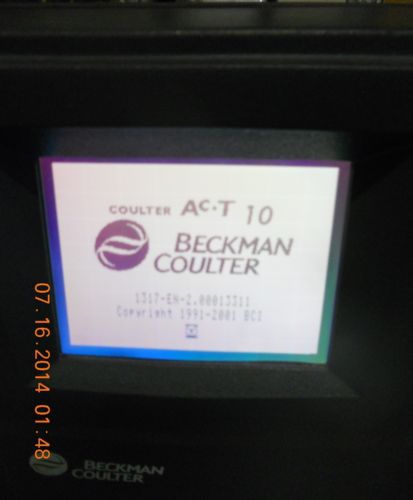 COULTER Ac·T 10
BECKMAN
COULTER
1317-EN-2.00013311
Copyright 1991-2001 BCI
07.16.2014 01:48
BECKMAN
COULTER